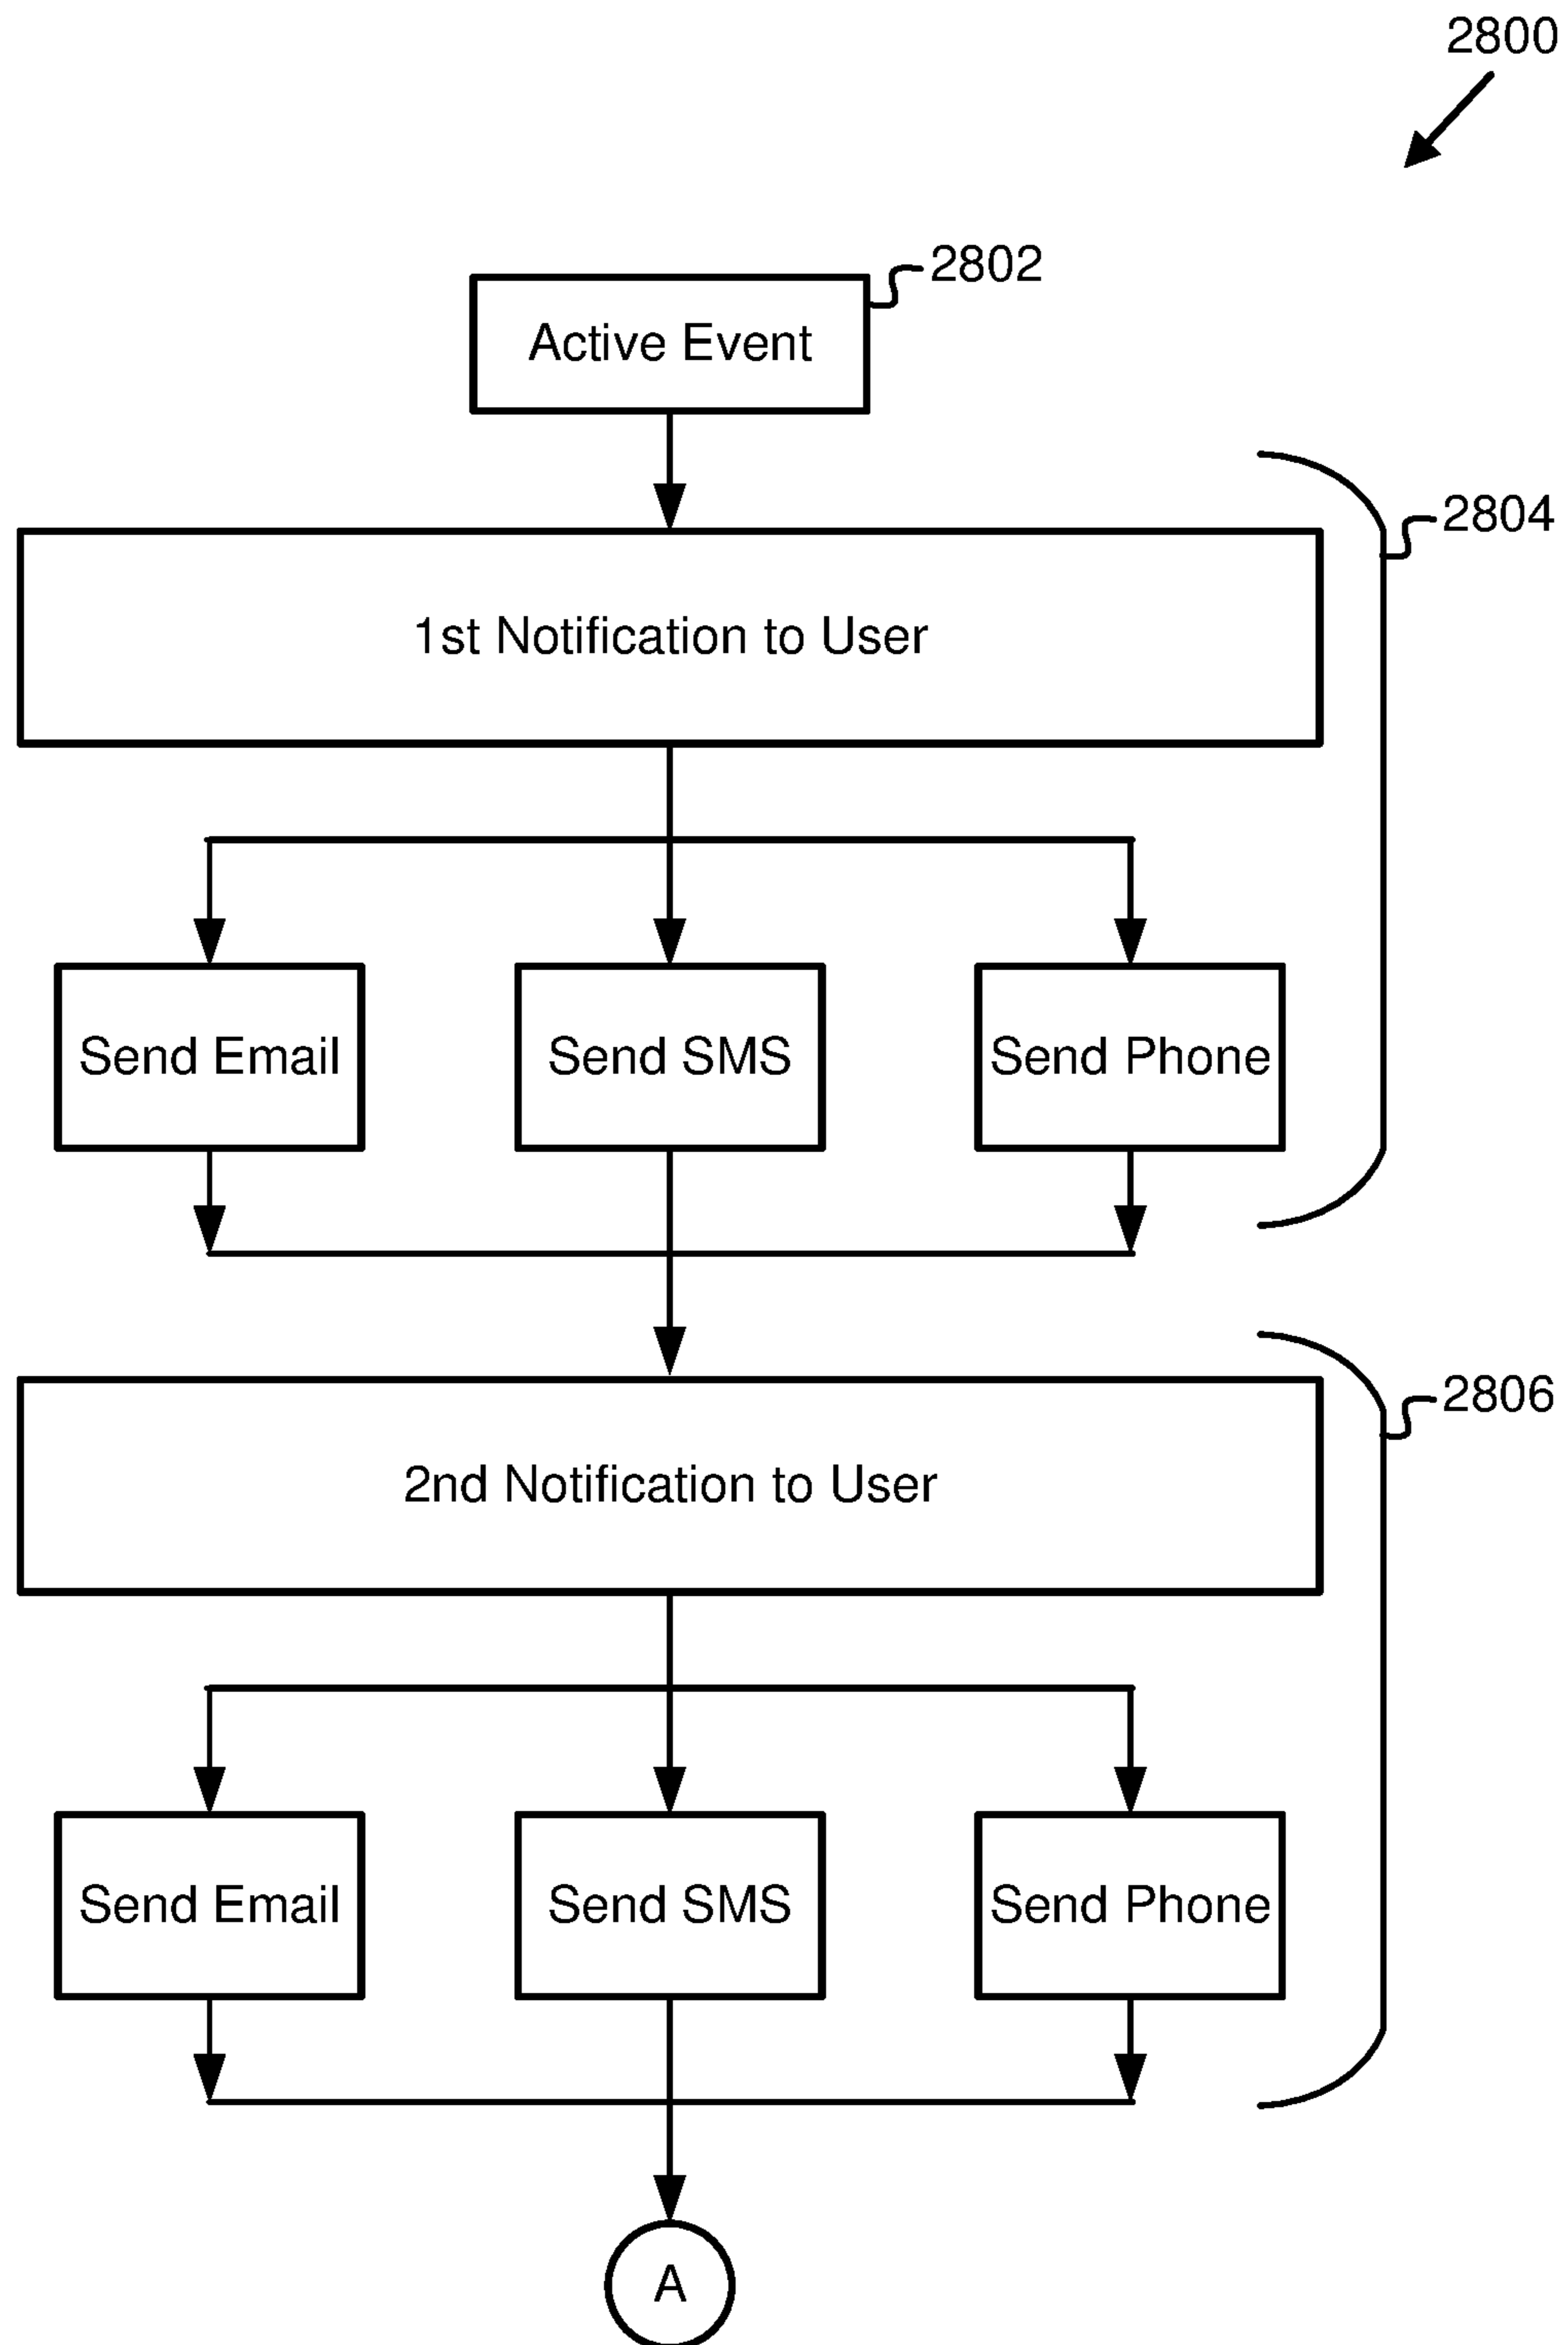 2800
2802
Active Event
2804
1st Notification to User
Send Email
Send SMS
Send Phone
2806
2nd Notification to User
Send Email
Send SMS
Send Phone
A